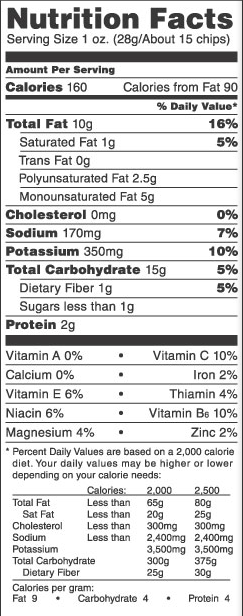 Nutrition Facts
Serving Size 1 oz. (28g/About 15 chips)
Amount Per Serving
Calories 160 Calories from Fat 90
% Daily Value*
Total Fat 10g 16%
Saturated Fat 1g 5%
Trans Fat 0g
Polyunsaturated Fat 2.5g
Monounsaturated Fat 5g
Cholesterol 0mg 0%
Sodium 170mg 7%
Potassium 350mg 10%
Total Carbohydrate 15g 5%
Dietary Fiber 1g 5%
Sugars less than 1g
Protein 2g
Vitamin A 0% • Vitamin C 10%
Calcium 0% • Iron 2%
Vitamin E 6% • Thiamin 4%
Niacin 6% • Vitamin B6 10%
Magnesium 4% • Zinc 2%
* Percent Daily Values are based on a 2,000 calorie
diet. Your daily values may be higher or lower
depending on your calorie needs:
Calories: 2,000 2,500
Total Fat Less than 65g 80g
Sat Fat Less than 20g 25g
Cholesterol Less than 300mg 300mg
Sodium Less than 2,400mg 2,400mg
Potassium 3,500mg 3,500mg
Total Carbohydrate 300g 375g
Dietary Fiber 25g 30g
Calories per gram:
Fat 9 • Carbohydrate 4 • Protein 4